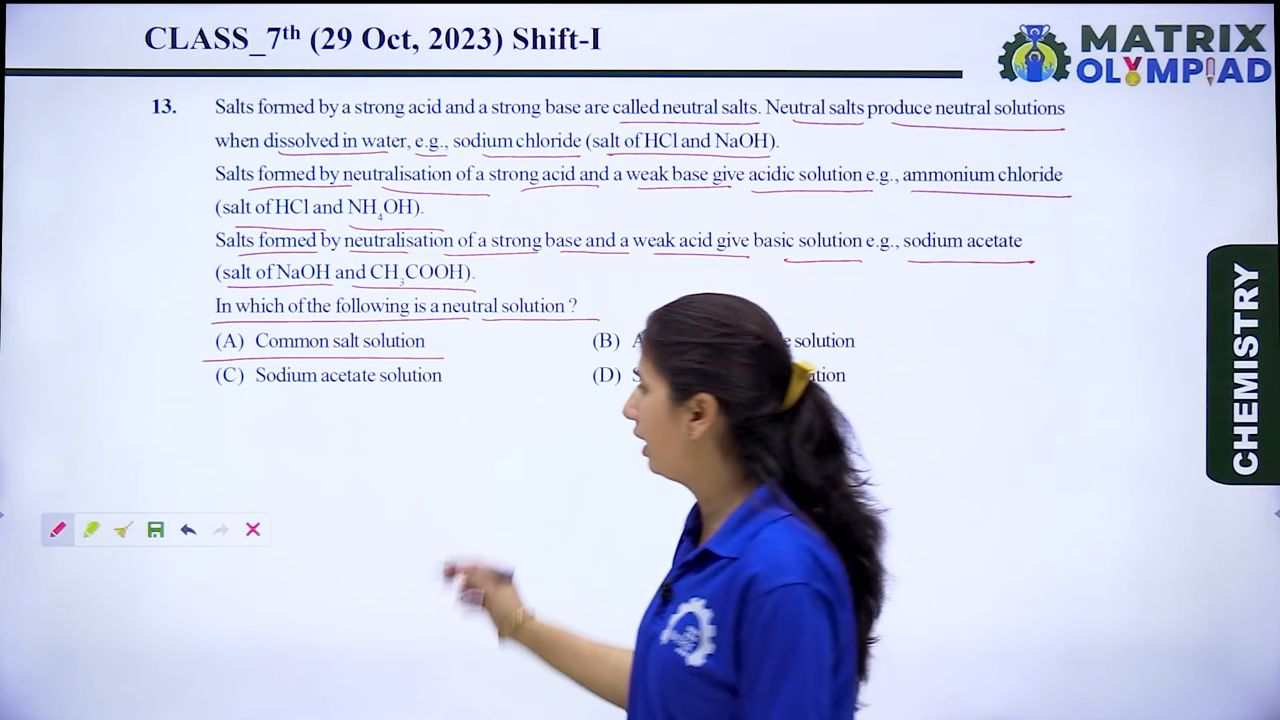 CLASS_7th (29 Oct, 2023) Shift-I
MATRIX
OLYMPIAD
13. Salts formed by a strong acid and a strong base are called neutral salts. Neutral salts produce neutral solutions
when dissolved in water, e.g., sodium chloride (salt of HCl and NaOH).
Salts formed by neutralisation of a strong acid and a weak base give acidic solution e.g., ammonium chloride
(salt of HCl and NH₄OH).
Salts formed by neutralisation of a strong base and a weak acid give basic solution e.g., sodium acetate
(salt of NaOH and CH₃COOH).
In which of the following is a neutral solution ?
(A) Common salt solution (B) solution
(C) Sodium acetate solution (D)
CHEMISTRY